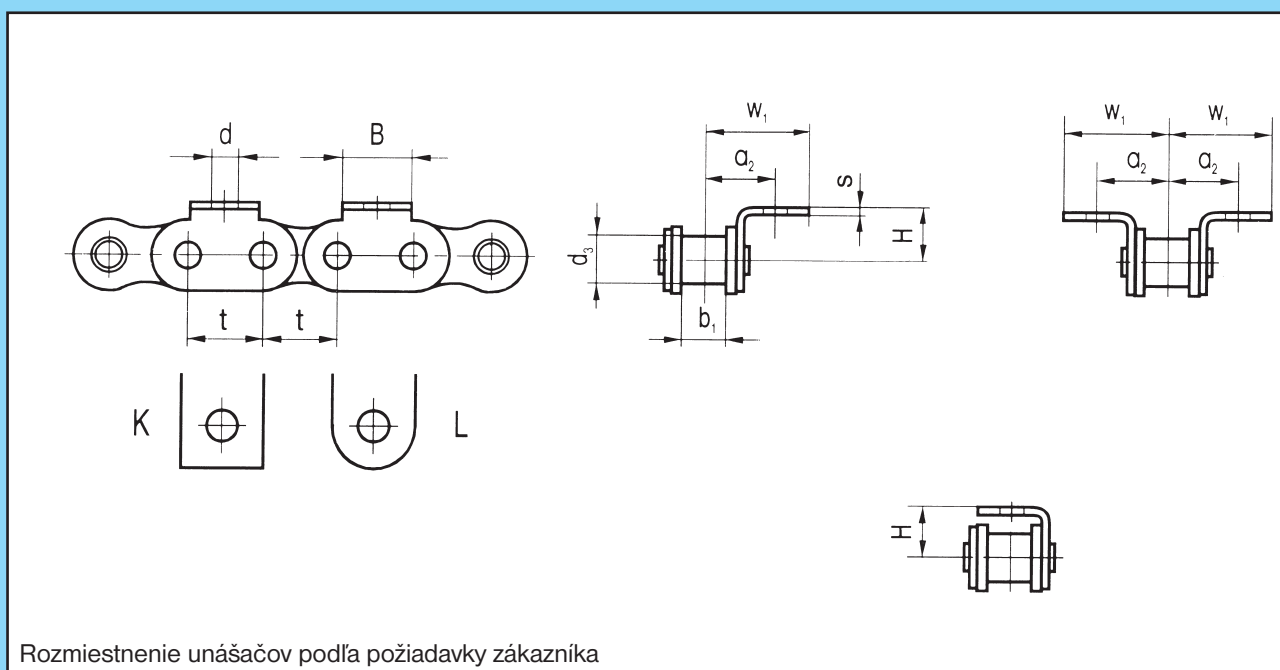 d
B
w₁
w₁
w₁
a₂
a₂
a₂
s
H
d₃
b₁
t
t
K
L
H
Rozmiestnenie unášačov podľa požiadavky zákazníka